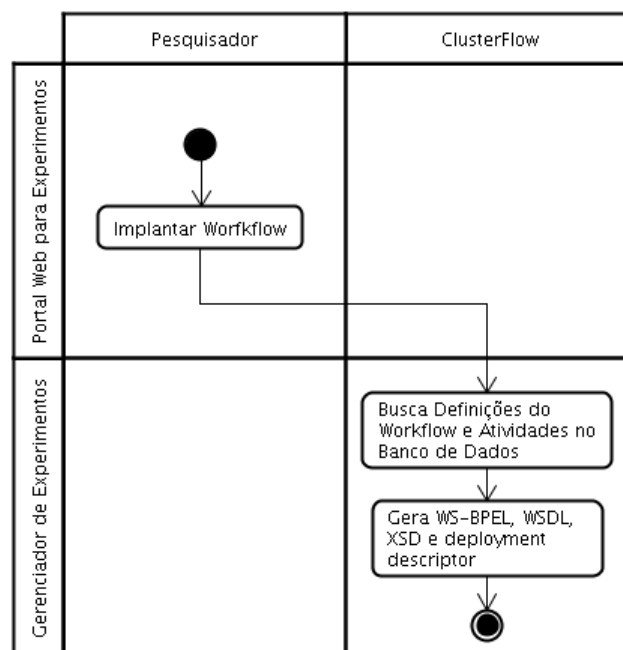 Pesquisador
ClusterFlow
Portal Web para Experimentos
Implantar Worfkflow
Gerenciador de Experimentos
Busca Definições do
Workflow e Atividades no
Banco de Dados
Gera WS-BPEL, WSDL,
XSD e deployment
descriptor